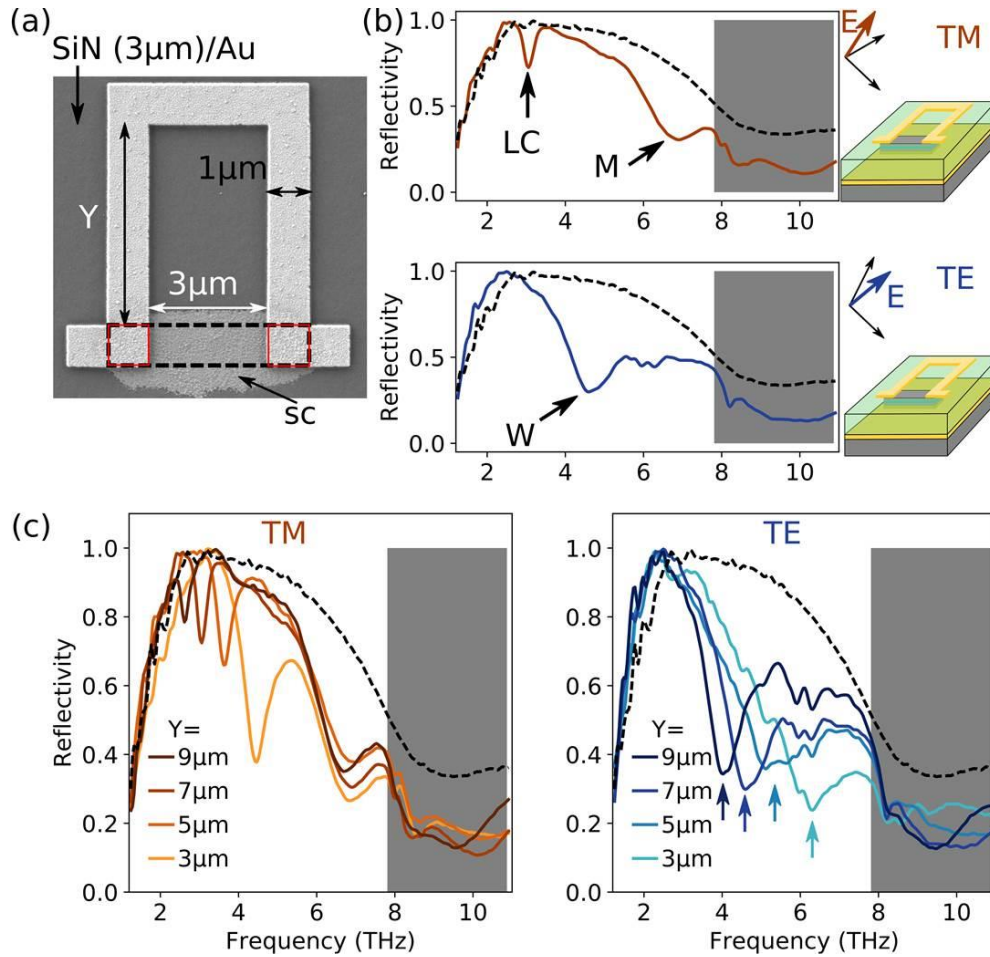 (a)
SiN (3µm)/Au
Y
1µm
3µm
sc
(b)
Reflectivity
1.0
0.5
0.0
LC
M
2
4
6
8
10
E
TM
Reflectivity
1.0
0.5
0.0
W
2
4
6
8
10
E
TE
(c)
TM
Reflectivity
1.0
0.8
0.6
0.4
0.2
0.0
Y=
9µm
7µm
5µm
3µm
2
4
6
8
10
Frequency (THz)
TE
1.0
0.8
0.6
0.4
0.2
0.0
Y=
9µm
7µm
5µm
3µm
2
4
6
8
10
Frequency (THz)